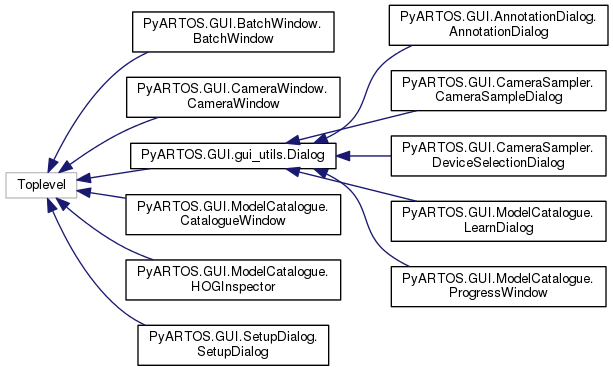 Toplevel
PyARTOS.GUI.BatchWindow.
BatchWindow
PyARTOS.GUI.CameraWindow.
CameraWindow
PyARTOS.GUI.gui_utils.Dialog
PyARTOS.GUI.ModelCatalogue.
CatalogueWindow
PyARTOS.GUI.ModelCatalogue.
HOGInspector
PyARTOS.GUI.SetupDialog.
SetupDialog
PyARTOS.GUI.AnnotationDialog.
AnnotationDialog
PyARTOS.GUI.CameraSampler.
CameraSampleDialog
PyARTOS.GUI.CameraSampler.
DeviceSelectionDialog
PyARTOS.GUI.ModelCatalogue.
LearnDialog
PyARTOS.GUI.ModelCatalogue.
ProgressWindow